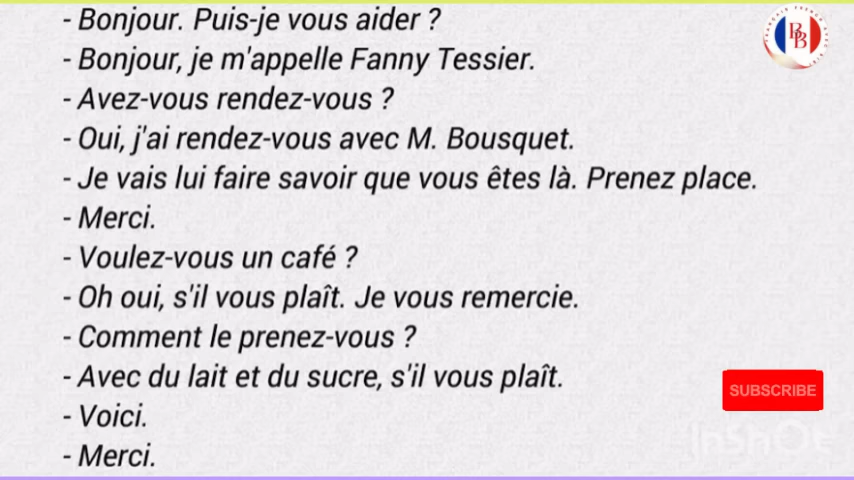 - Bonjour. Puis-je vous aider ?
- Bonjour, je m'appelle Fanny Tessier.
- Avez-vous rendez-vous ?
- Oui, j'ai rendez-vous avec M. Bousquet.
- Je vais lui faire savoir que vous êtes là. Prenez place.
- Merci.
- Voulez-vous un café ?
- Oh oui, s'il vous plaît. Je vous remercie.
- Comment le prenez-vous ?
- Avec du lait et du sucre, s'il vous plaît.
SUBSCRIBE
- Voici.
InShOt
- Merci.